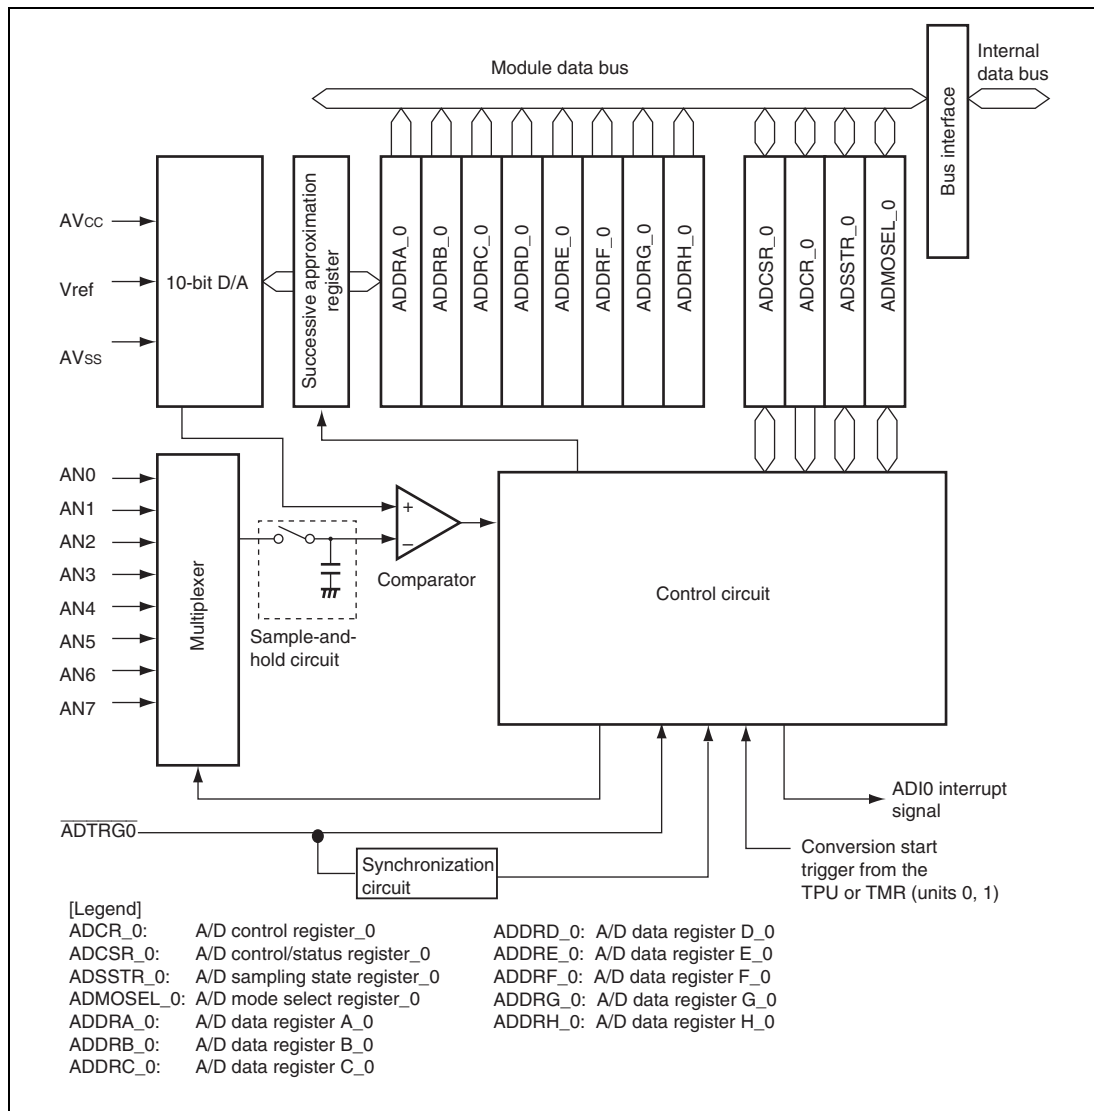 Module data bus
Internal
data bus
Bus interface
AVCC
Vref
AVSS
10-bit D/A
Successive approximation
register
ADDRA_0
ADDRB_0
ADDRC_0
ADDRD_0
ADDRE_0
ADDRF_0
ADDRG_0
ADDRH_0
ADCSR_0
ADCR_0
ADSSTR_0
ADMOSEL_0
AN0
AN1
AN2
AN3
AN4
AN5
AN6
AN7
Multiplexer
+
–
Comparator
Sample-and-
hold circuit
Control circuit
ADI0 interrupt
signal
ADTRG0
Synchronization
circuit
Conversion start
trigger from the
TPU or TMR (units 0, 1)
[Legend]
ADCR_0: A/D control register_0
ADCSR_0: A/D control/status register_0
ADSSTR_0: A/D sampling state register_0
ADMOSEL_0: A/D mode select register_0
ADDRA_0: A/D data register A_0
ADDRB_0: A/D data register B_0
ADDRC_0: A/D data register C_0
ADDRD_0: A/D data register D_0
ADDRE_0: A/D data register E_0
ADDRF_0: A/D data register F_0
ADDRG_0: A/D data register G_0
ADDRH_0: A/D data register H_0